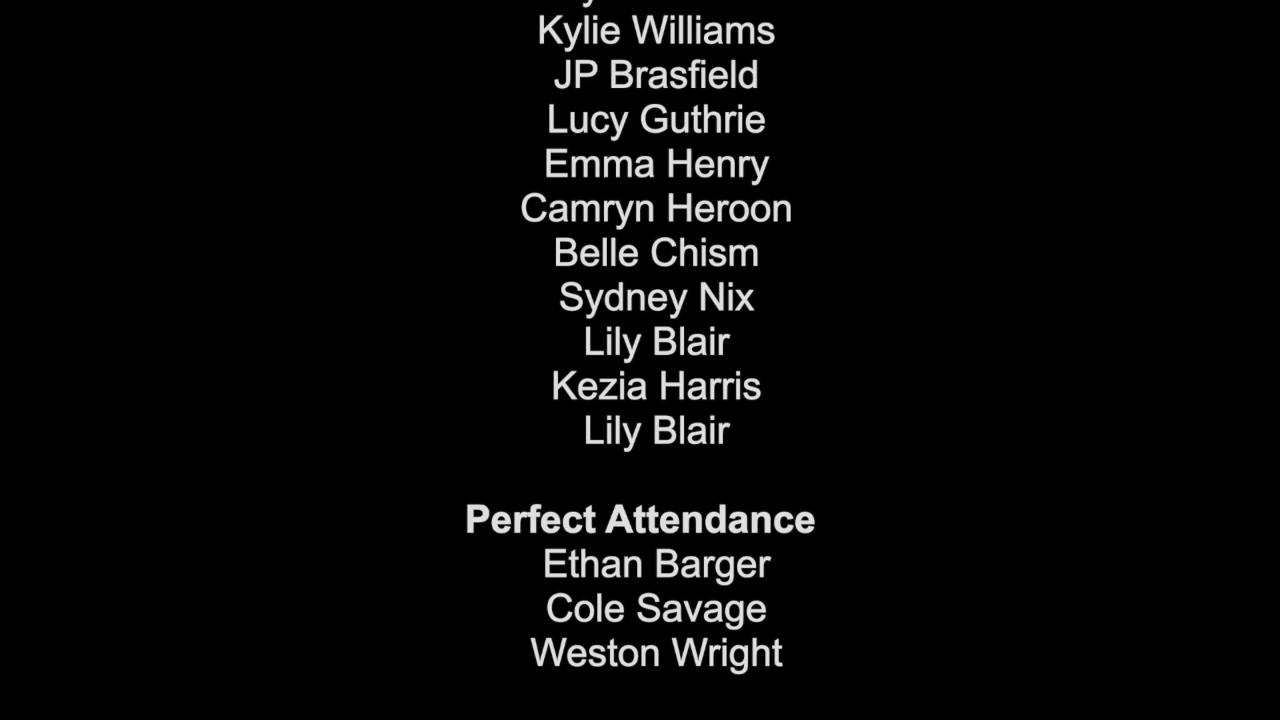 Kylie Williams
JP Brasfield
Lucy Guthrie
Emma Henry
Camryn Heroon
Belle Chism
Sydney Nix
Lily Blair
Kezia Harris
Lily Blair
Perfect Attendance
Ethan Barger
Cole Savage
Weston Wright